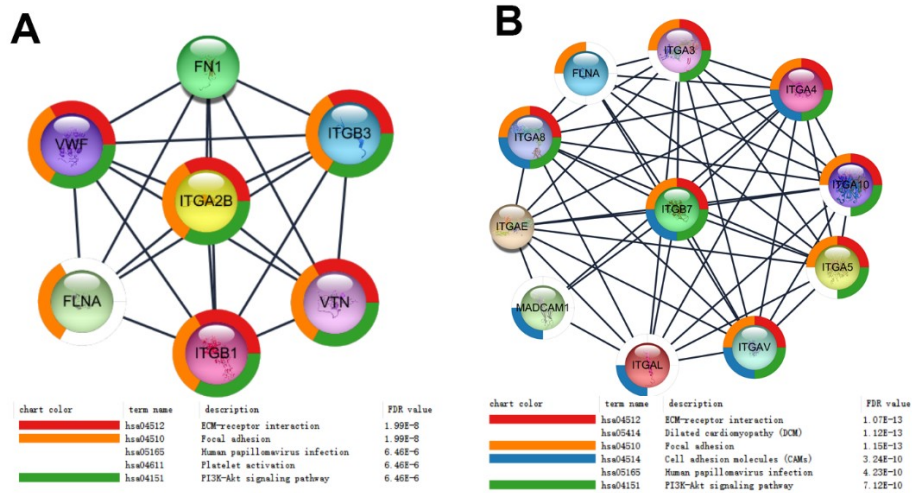 A
FN1
VWF
ITGB3
ITGA2B
FLNA
VTN
ITGB1
chart color term name description FDR value
hsa04512 ECM-receptor interaction 1.99E-8
hsa04510 Focal adhesion 1.99E-8
hsa05165 Human papillomavirus infection 6.46E-6
hsa04611 Platelet activation 6.46E-6
hsa04151 PI3K-Akt signaling pathway 6.46E-6
B
ITGA3
FLNA
ITGA4
ITGA8
ITGA10
ITGB7
ITGAE
ITGA5
MADCAM1
ITGAV
ITGAL
chart color term name description FDR value
hsa04512 ECM-receptor interaction 1.07E-13
hsa05414 Dilated cardiomyopathy (DCM) 1.12E-13
hsa04510 Focal adhesion 1.15E-13
hsa04514 Cell adhesion molecules (CAMs) 3.24E-10
hsa05165 Human papillomavirus infection 4.23E-10
hsa04151 PI3K-Akt signaling pathway 7.12E-10